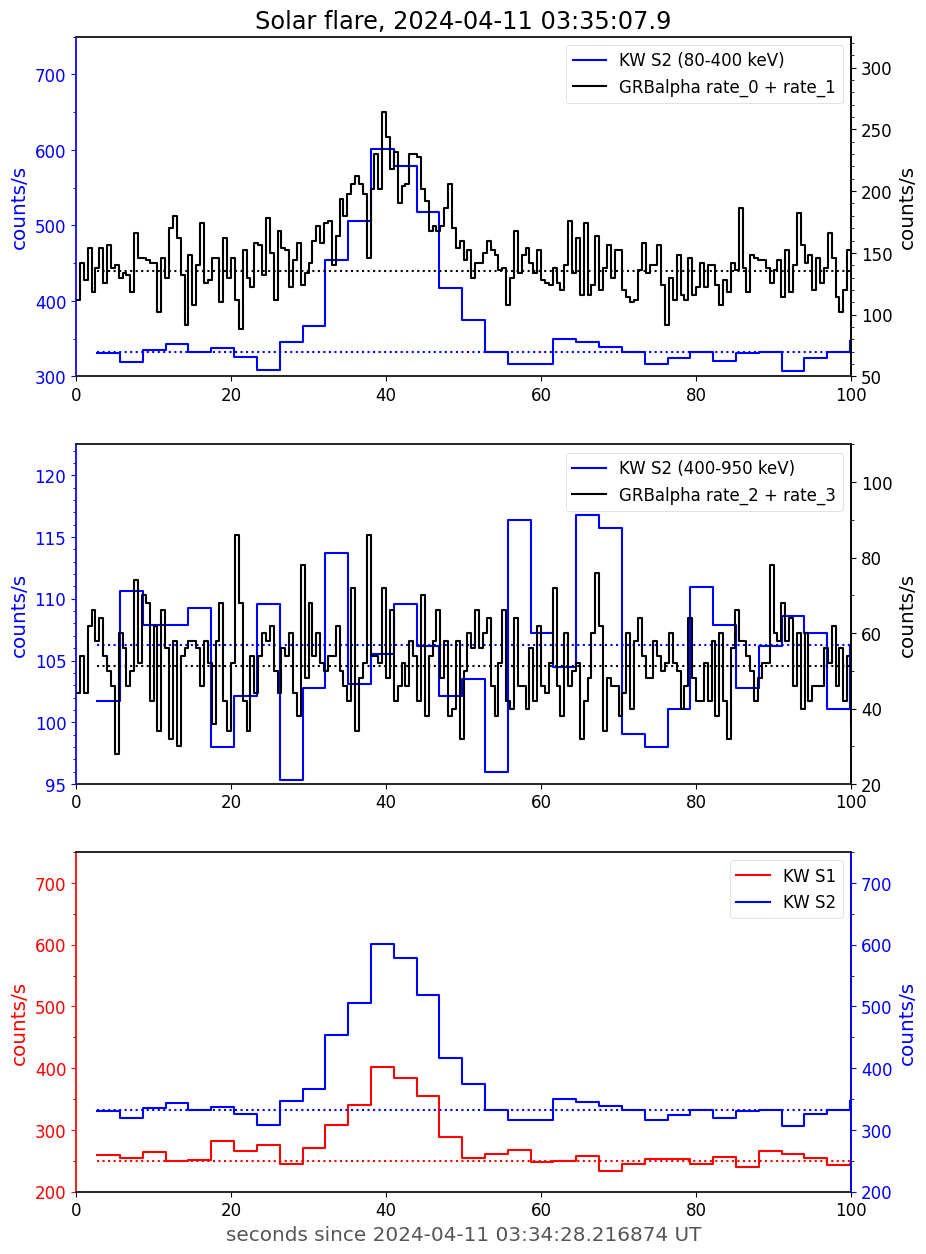 Solar flare, 2024-04-11 03:35:07.9
KW S2 (80-400 keV)
GRBalpha rate_0 + rate_1
counts/s
700
600
500
400
300
300
250
200
150
100
50
counts/s
0 20 40 60 80 100
KW S2 (400-950 keV)
GRBalpha rate_2 + rate_3
counts/s
120
115
110
105
100
95
100
80
60
40
20
counts/s
0 20 40 60 80 100
KW S1
KW S2
counts/s
700
600
500
400
300
200
700
600
500
400
300
200
counts/s
0 20 40 60 80 100
seconds since 2024-04-11 03:34:28.216874 UT